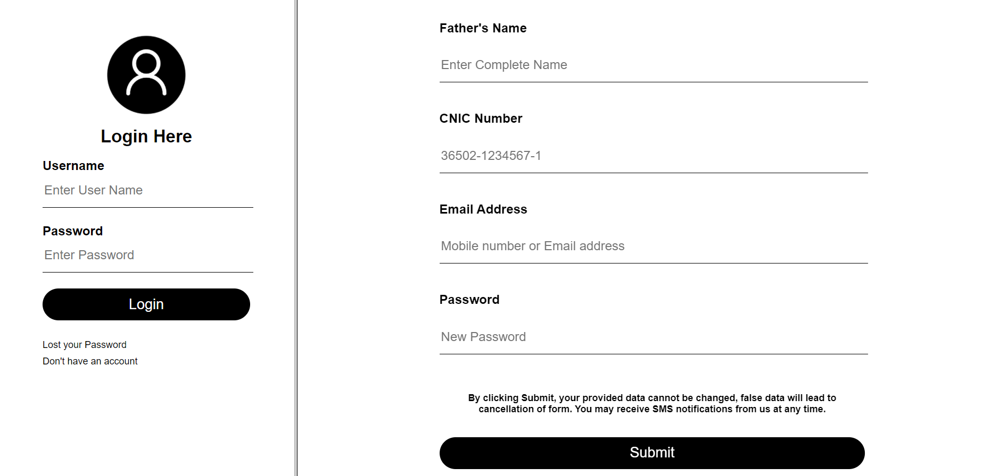 Login Here
Username
Enter User Name
Password
Enter Password
Login
Lost your Password
Don't have an account
Father's Name
Enter Complete Name
CNIC Number
36502-1234567-1
Email Address
Mobile number or Email address
Password
New Password
By clicking Submit, your provided data cannot be changed, false data will lead to
cancellation of form. You may receive SMS notifications from us at any time.
Submit